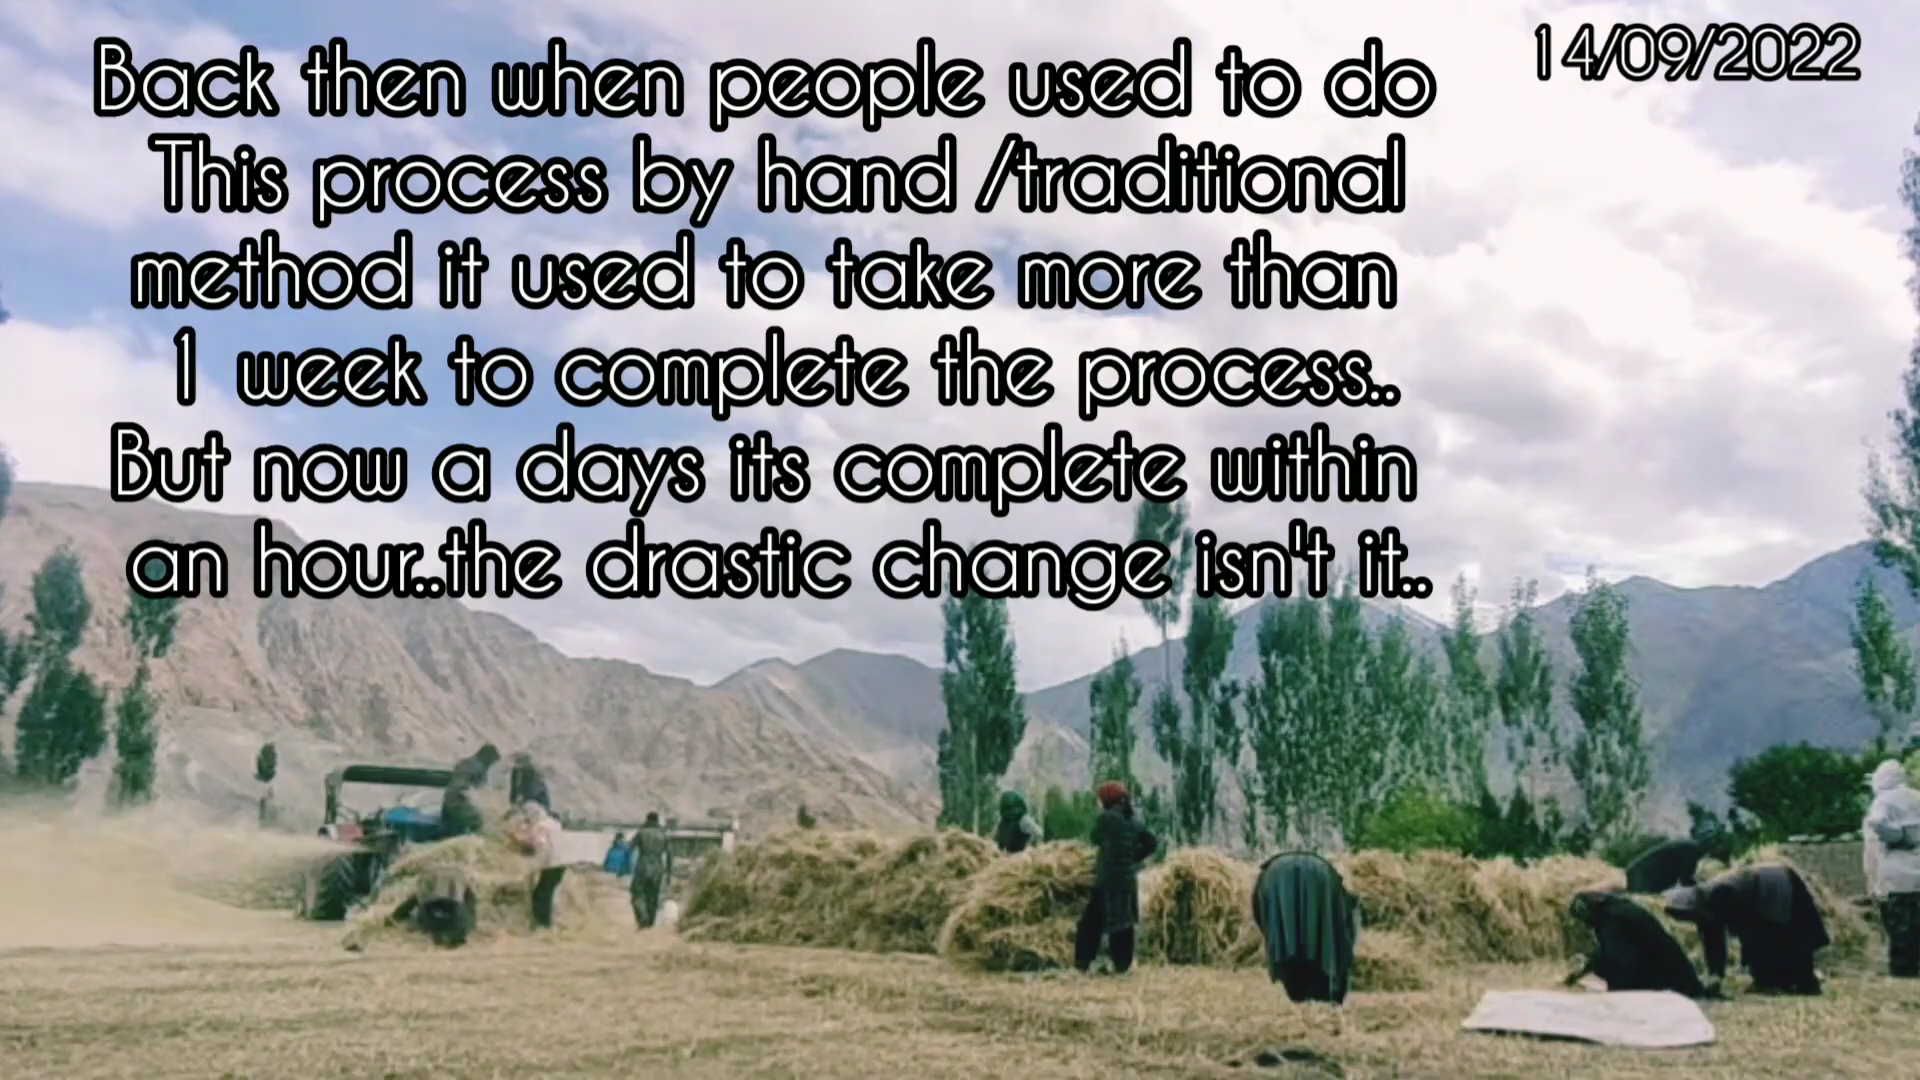 Back then when people used to do
This process by hand /traditional
method it used to take more than
1 week to complete the process..
But now a days its complete within
an hour..the drastic change isn't it..
14/09/2022